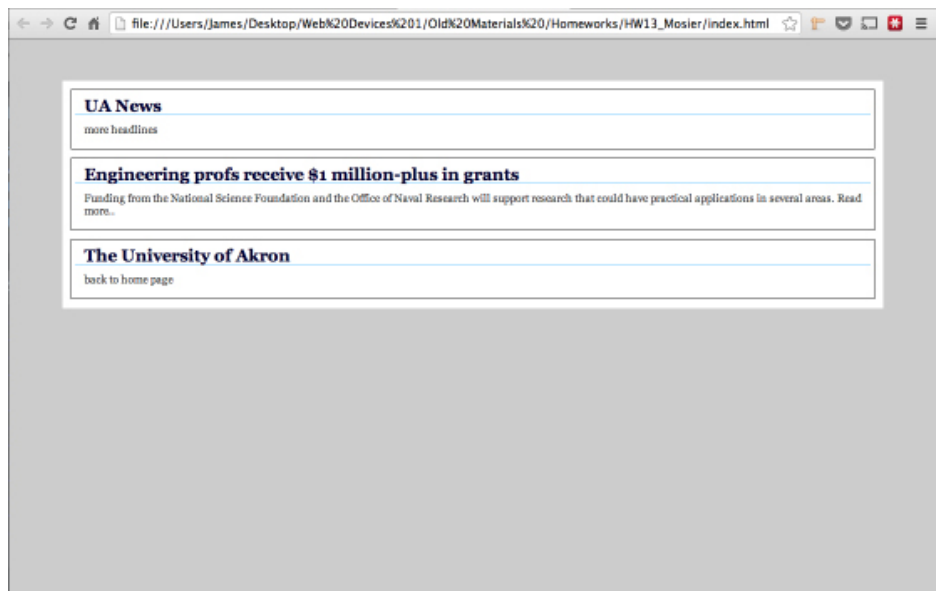 file:///Users/James/Desktop/Web%20Devices%201/Old%20Materials%20/Homeworks/HW13_Mosier/index.html
UA News
more headlines
Engineering profs receive $1 million-plus in grants
Funding from the National Science Foundation and the Office of Naval Research will support research that could have practical applications in several areas. Read
more..
The University of Akron
back to home page